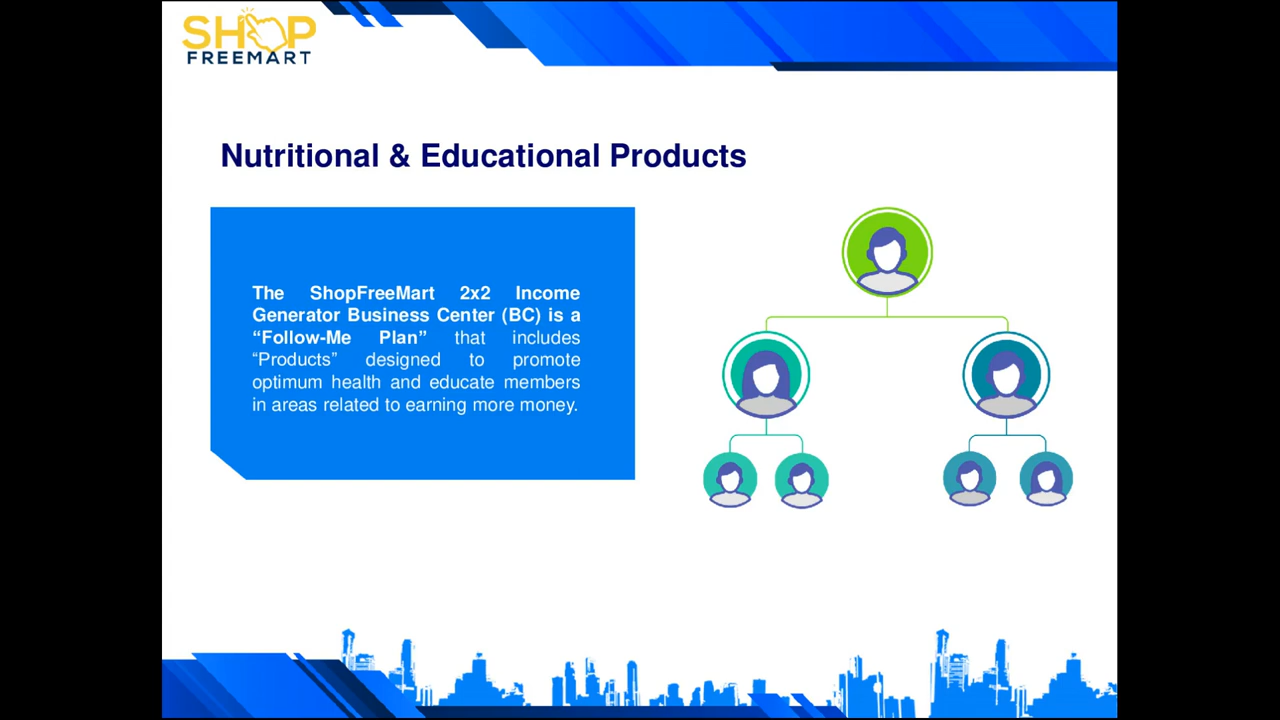 SHOP
FREEMART
Nutritional & Educational Products
The ShopFreeMart 2x2 Income
Generator Business Center (BC) is a
“Follow-Me Plan” that includes
“Products” designed to promote
optimum health and educate members
in areas related to earning more money.